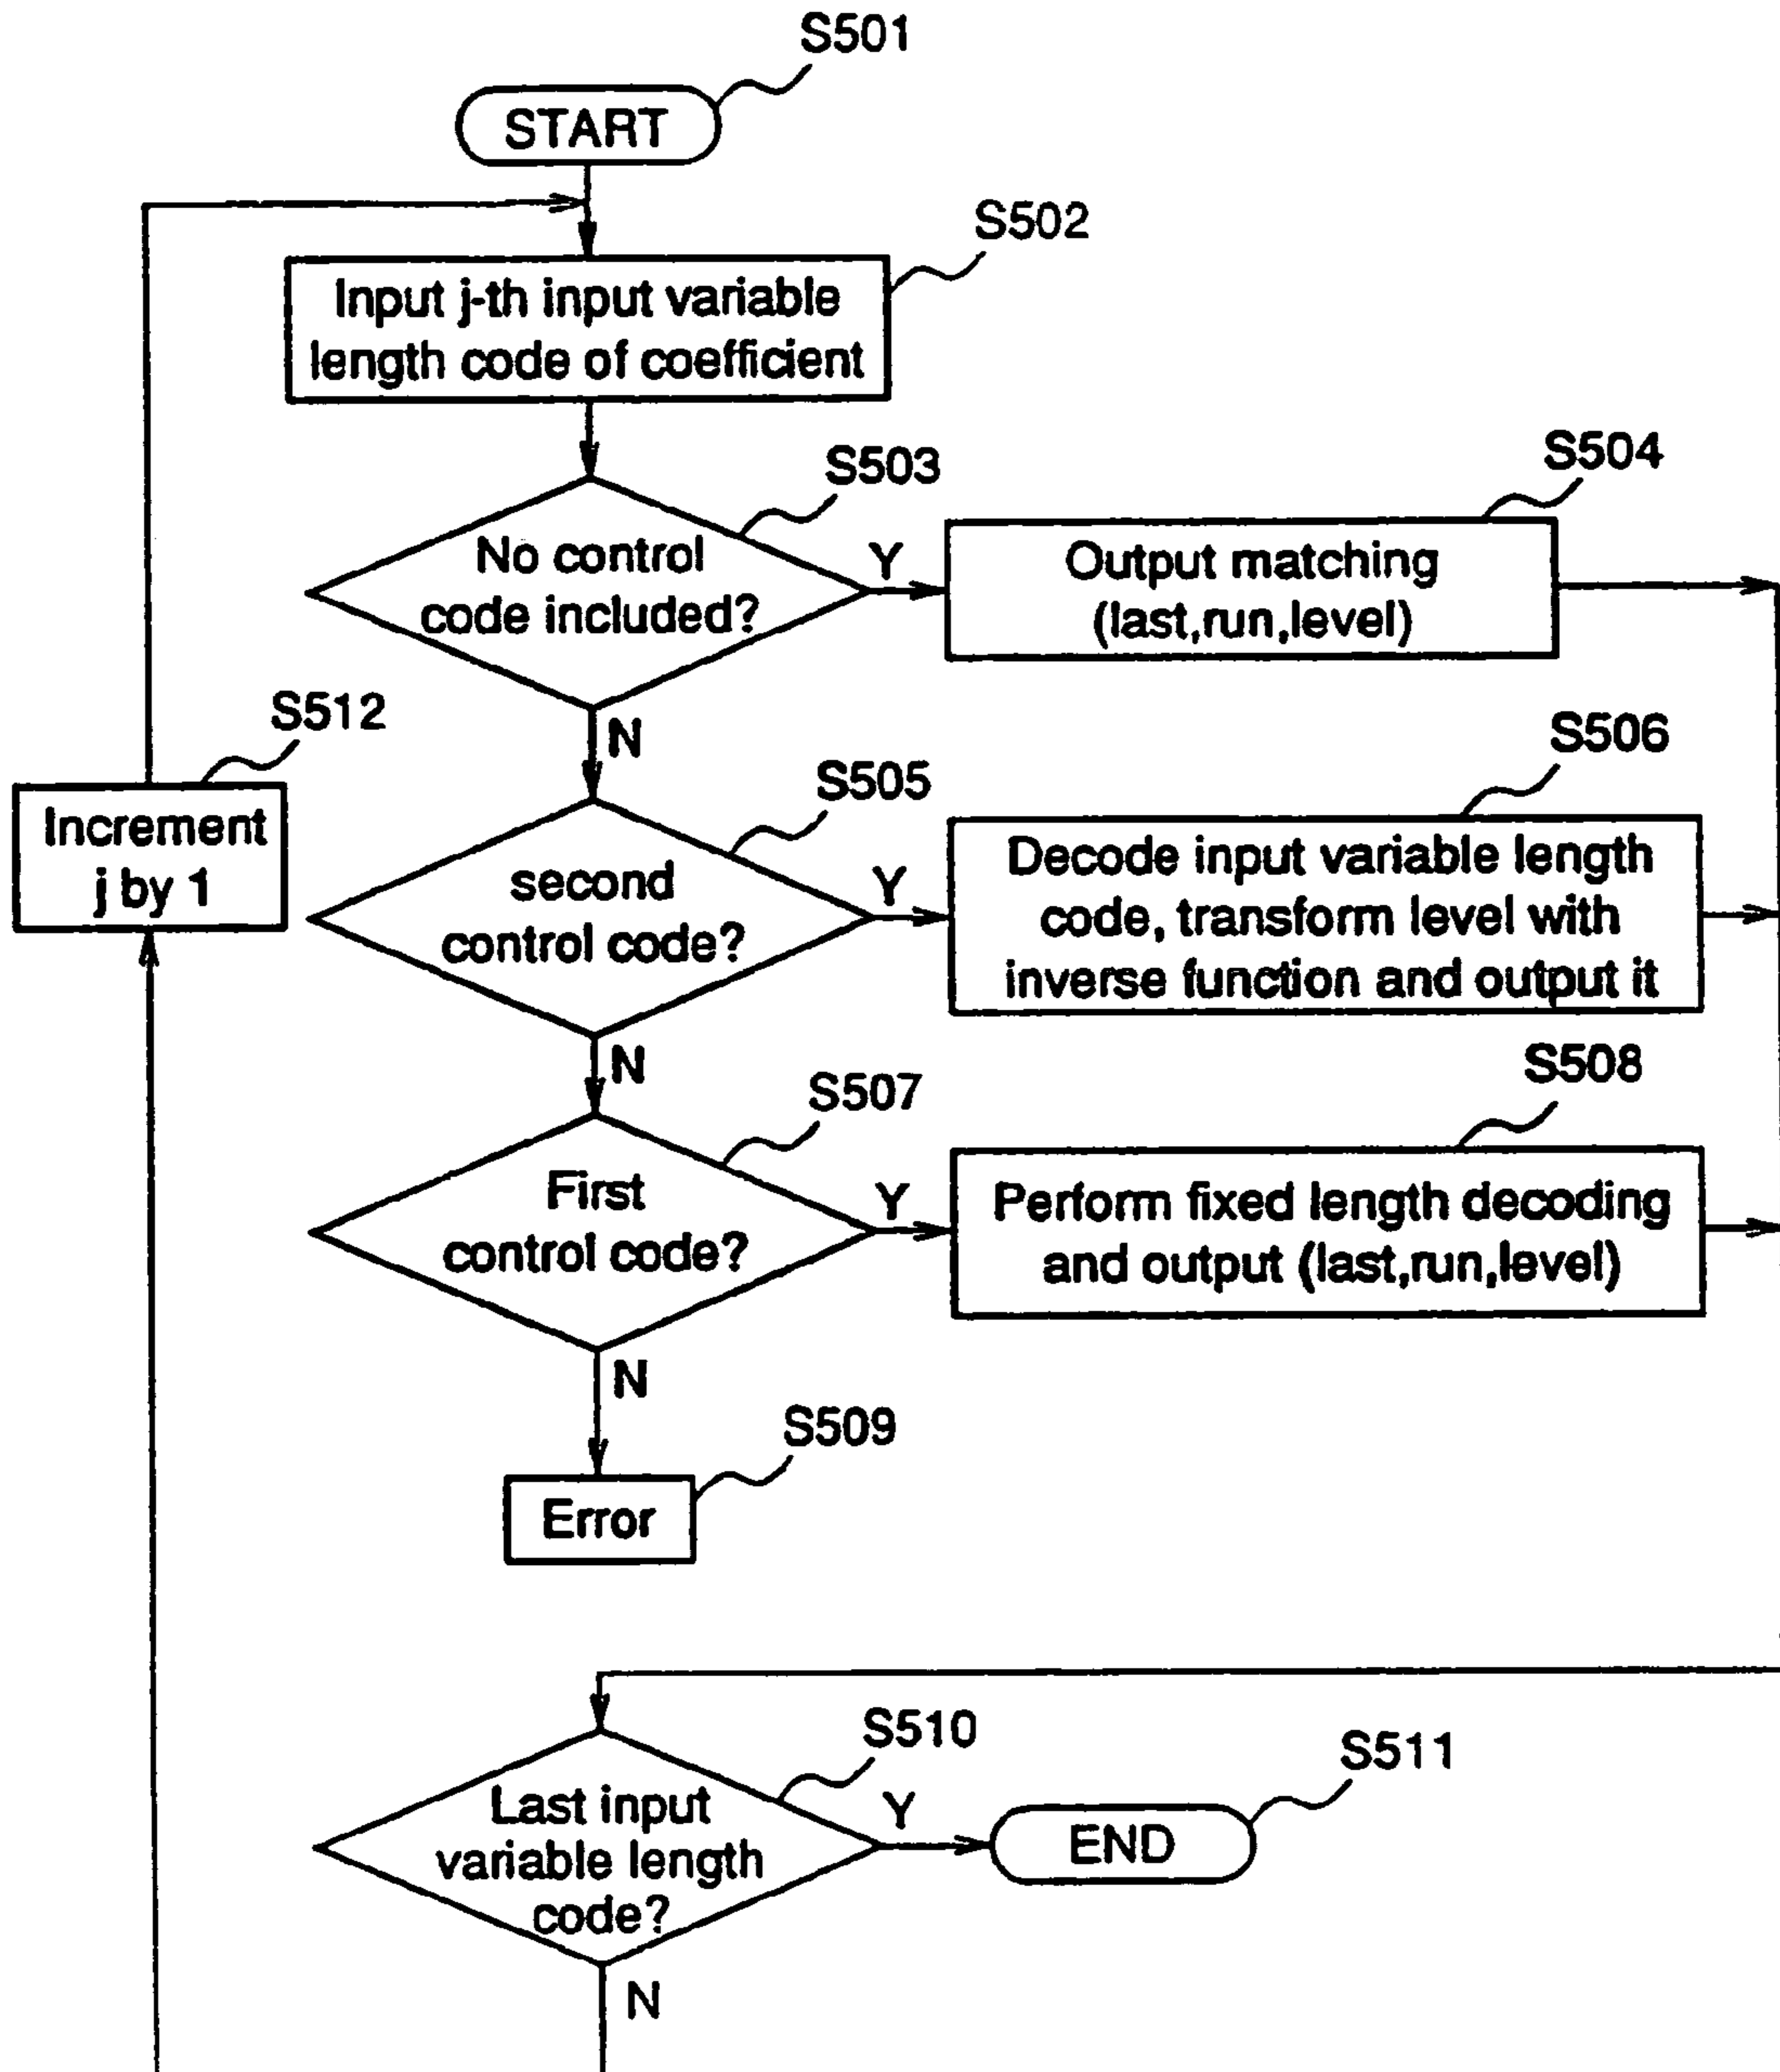 S501
START
S502
Input j-th input variable
length code of coefficient
S503
No control
code included?
Y
S504
Output matching
(last,run,level)
N
S512
Increment
j by 1
S505
second
control code?
Y
S506
Decode input variable length
code, transform level with
inverse function and output it
N
S507
First
control code?
Y
S508
Perform fixed length decoding
and output (last,run,level)
N
S509
Error
S510
Last input
variable length
code?
Y
S511
END
N